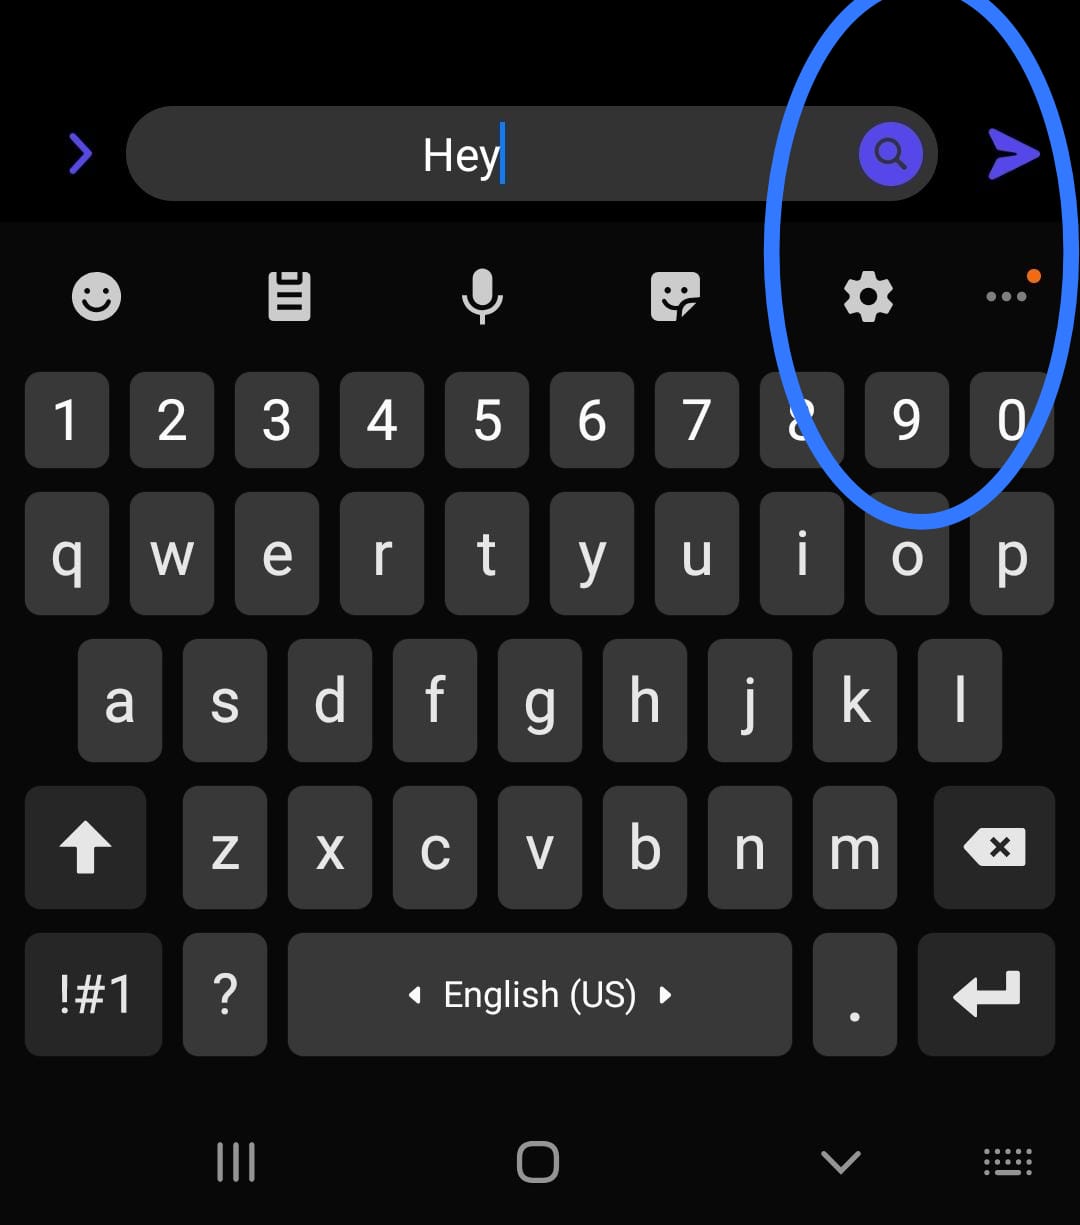 Hey
1 2 3 4 5 6 7 8 9 0
q w e r t y u i o p
a s d f g h j k l
z x c v b n m
!#1 ? English (US) .